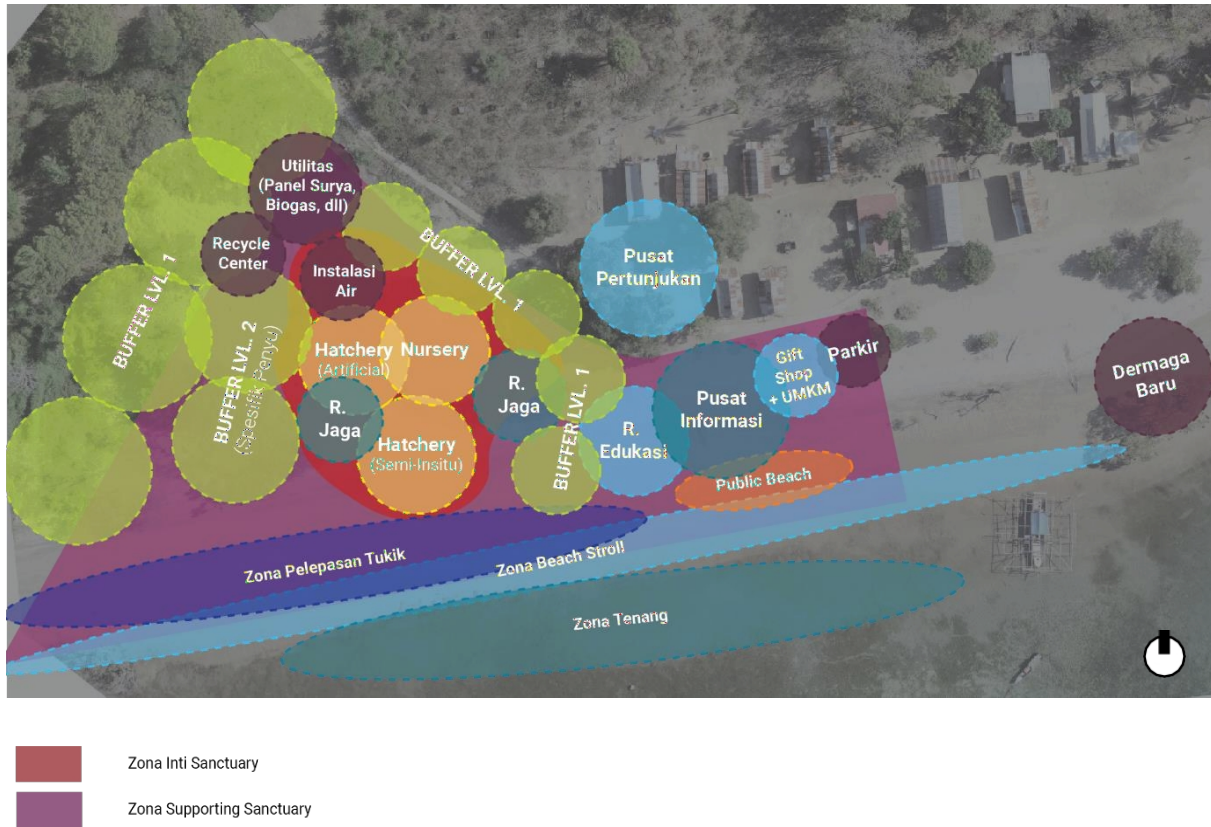 Utilitas
(Panel Surya,
Biogas, dll)
Recycle
Center
Instalasi
Air
BUFFER LVL. 1
BUFFER LVL. 1
BUFFER LVL. 2
(Spesifik Penyu)
Hatchery
(Artificial)
Nursery
R.
Jaga
R.
Jaga
Hatchery
(Semi-Insitu)
BUFFER LVL. 1
R.
Edukasi
Pusat
Pertunjukan
Pusat
Informasi
Gift
Shop
+ UMKM
Parkir
Dermaga
Baru
Public Beach
Zona Pelepasan Tukik
Zona Beach Stroll
Zona Tenang
Zona Inti Sanctuary
Zona Supporting Sanctuary